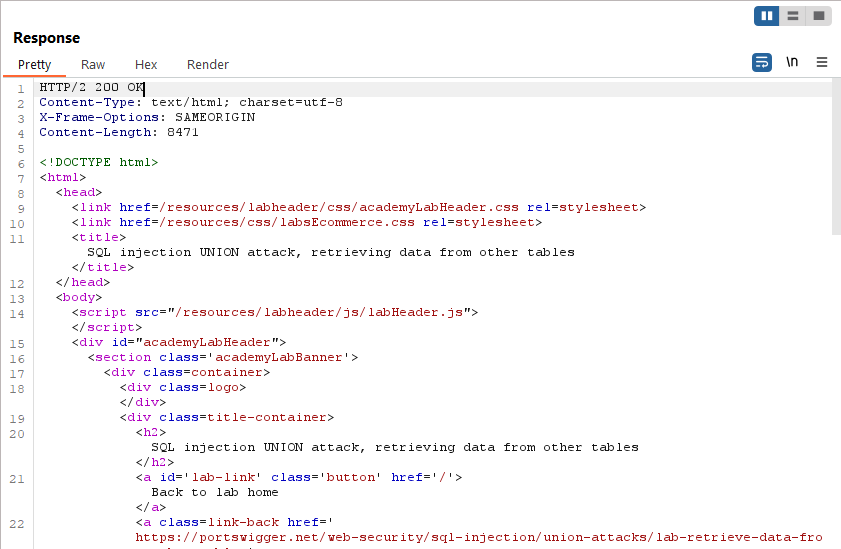 Response
Pretty Raw Hex Render \n
1 HTTP/2 200 OK
2 Content-Type: text/html; charset=utf-8
3 X-Frame-Options: SAMEORIGIN
4 Content-Length: 8471
5
6 <!DOCTYPE html>
7 <html>
8 <head>
9 <link href=/resources/labheader/css/academyLabHeader.css rel=stylesheet>
10 <link href=/resources/css/labsEcommerce.css rel=stylesheet>
11 <title>
SQL injection UNION attack, retrieving data from other tables
</title>
12 </head>
13 <body>
14 <script src="/resources/labheader/js/labHeader.js">
</script>
15 <div id="academyLabHeader">
16 <section class='academyLabBanner'>
17 <div class=container>
18 <div class=logo>
</div>
19 <div class=title-container>
20 <h2>
SQL injection UNION attack, retrieving data from other tables
</h2>
21 <a id='lab-link' class='button' href='/'>
Back to lab home
</a>
22 <a class=link-back href='
https://portswigger.net/web-security/sql-injection/union-attacks/lab-retrieve-data-fro